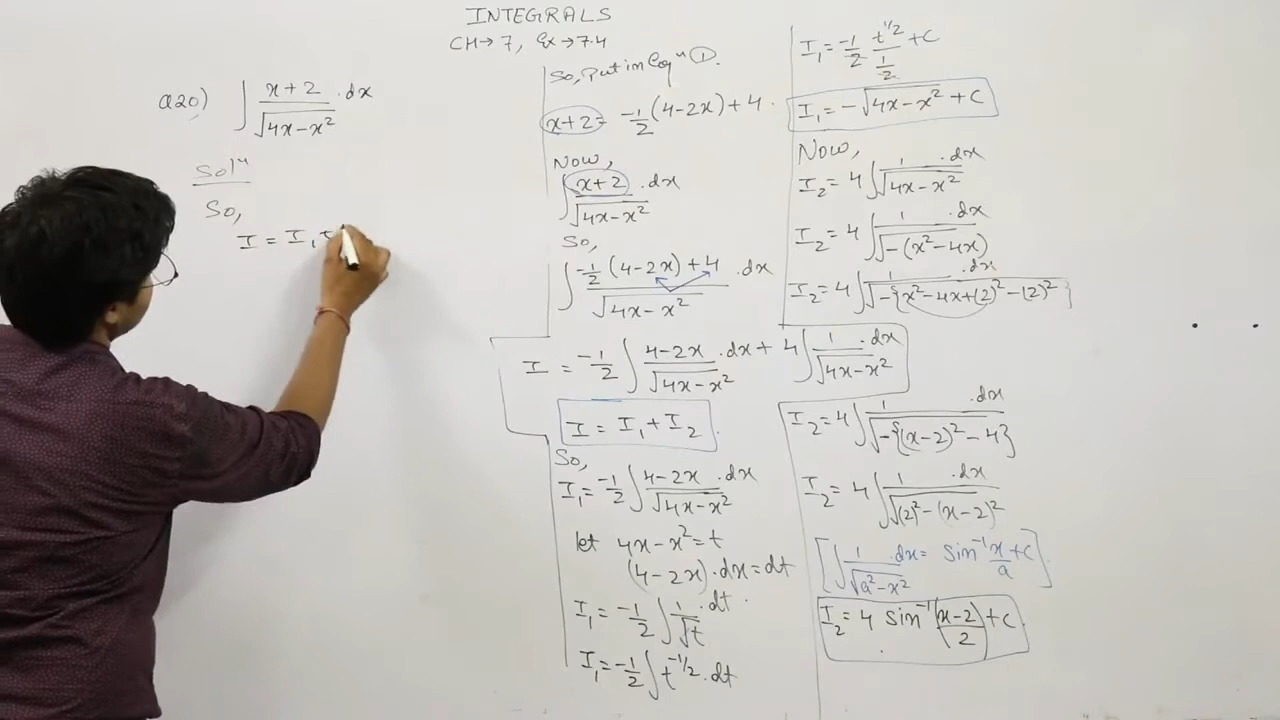 INTEGRALS
CH→ 7, Ex → 7.4
Q20) ∫ x+2/√(4x−x²) .dx
Solⁿ
So,
I = I₁
So, Put in Eqⁿ ①.
x+2 = −1/2 (4−2x) + 4.
Now,
∫ x+2/√(4x−x²) .dx
So,
∫ (−1/2 (4−2x) + 4)/√(4x−x²) .dx
I = −1/2 ∫ 4−2x/√(4x−x²) .dx + 4 ∫ 1/√(4x−x²) .dx
I = I₁ + I₂.
So,
I₁ = −1/2 ∫ 4−2x/√(4x−x²) .dx
let 4x−x² = t
(4−2x).dx = dt
I₁ = −1/2 ∫ 1/√t .dt.
I₁ = −1/2 ∫ t^(−1/2) .dt
I₁ = −1/2 t^(1/2)/(1/2) + C
I₁ = −√(4x−x²) + C
Now,
I₂ = 4 ∫ 1/√(4x−x²) .dx
I₂ = 4 ∫ 1/√(−(x²−4x)) .dx
I₂ = 4 ∫ 1/√(−{x²−4x+(2)²−(2)²}) .dx
I₂ = 4 ∫ 1/√(−{(x−2)²−4}) .dx
I₂ = 4 ∫ 1/√((2)²−(x−2)²) .dx
[∫ 1/√(a²−x²) .dx = sin⁻¹ x/a + C].
I₂ = 4 sin⁻¹ (x−2)/2 + C.